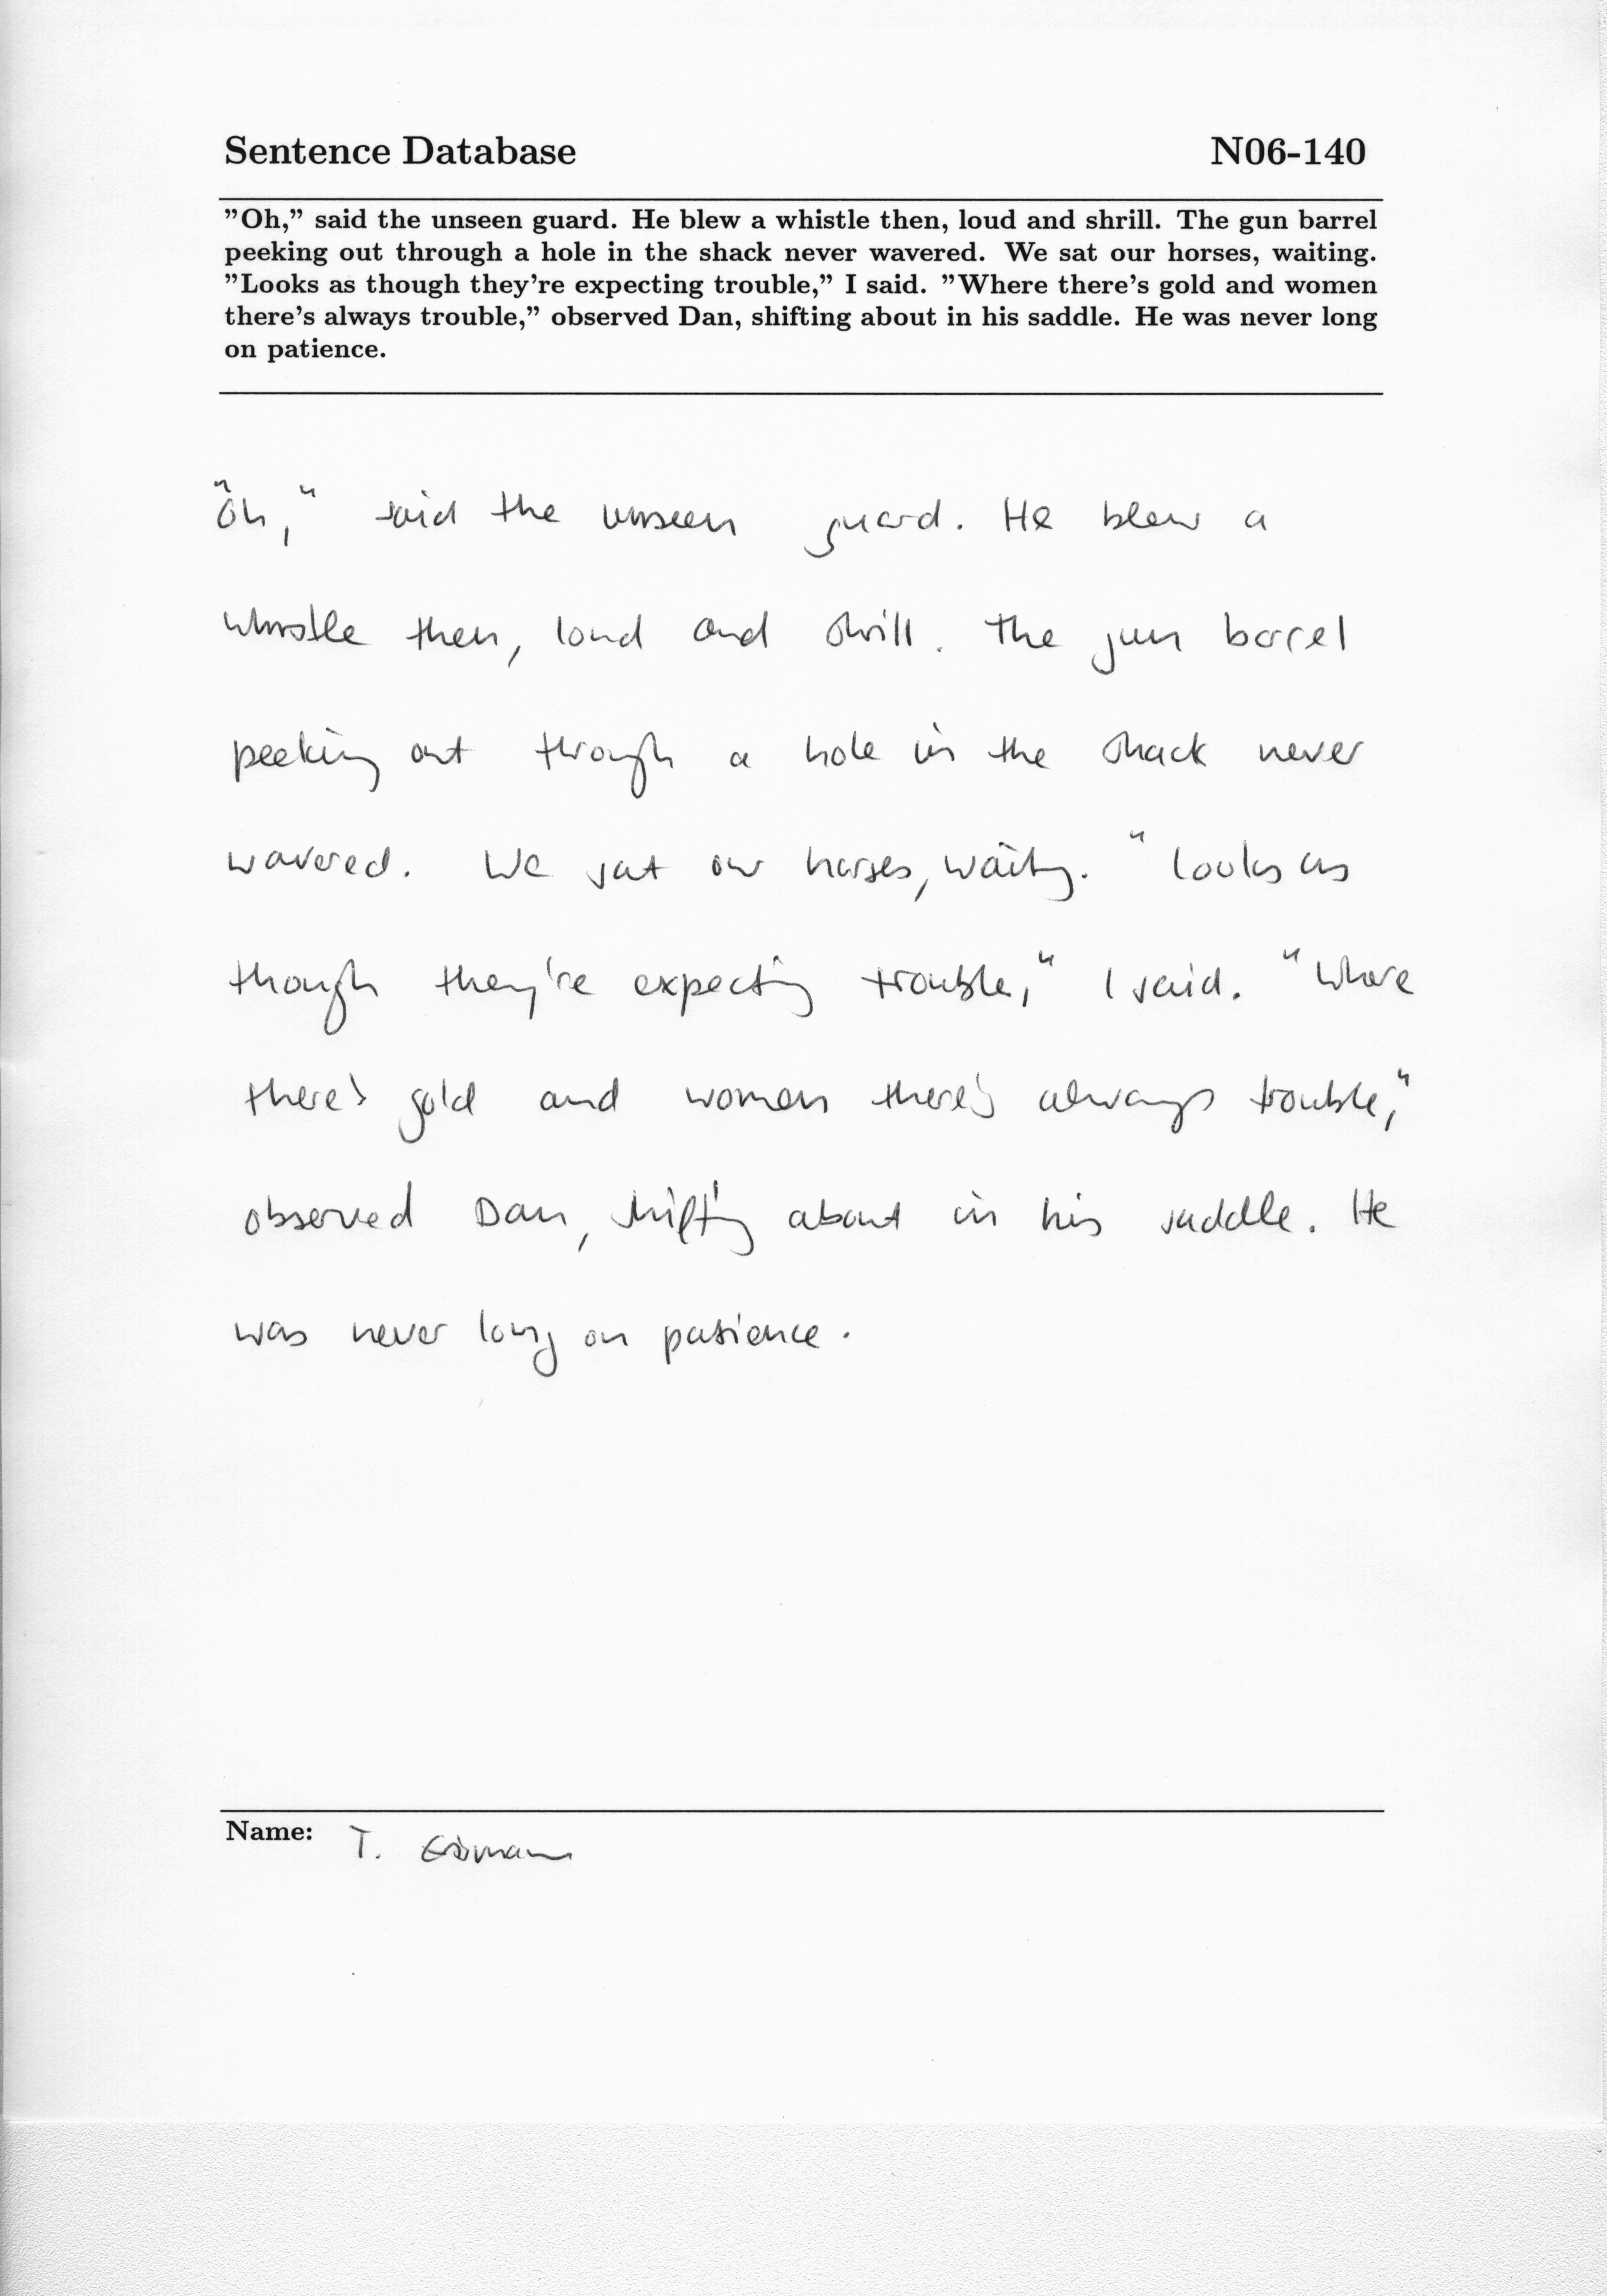 Sentence Database N06-140
"Oh," said the unseen guard. He blew a whistle then, loud and shrill. The gun barrel
peeking out through a hole in the shack never wavered. We sat our horses, waiting.
"Looks as though they're expecting trouble," I said. "Where there's gold and women
there's always trouble," observed Dan, shifting about in his saddle. He was never long
on patience.
"Oh," said the unseen guard. He blew a
whistle then, loud and shrill. The gun barrel
peeking out through a hole in the shack never
wavered. We sat our horses, waiting. "Looks as
though they're expecting trouble," I said. "Where
there's gold and women there's always trouble,"
observed Dan, shifting about in his saddle. He
was never long on patience.
Name: T.